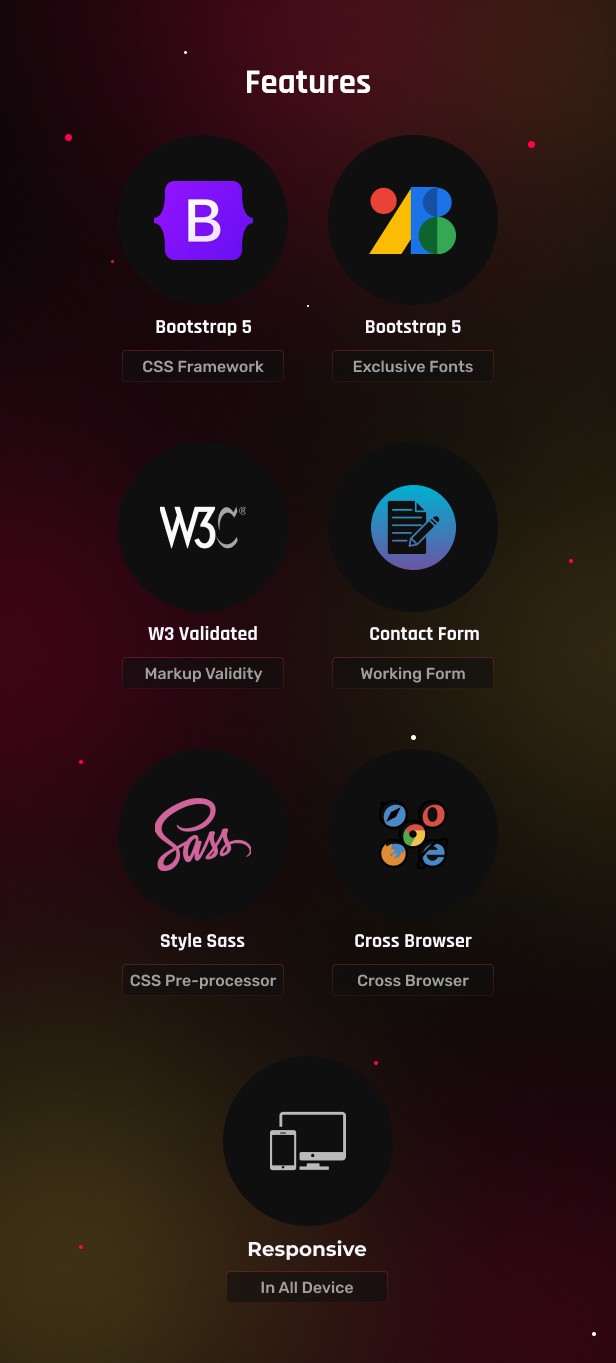 Features
B
Bootstrap 5
CSS Framework
Bootstrap 5
Exclusive Fonts
W3C®
W3 Validated
Markup Validity
Contact Form
Working Form
Sass
Style Sass
CSS Pre-processor
Cross Browser
Cross Browser
Responsive
In All Device